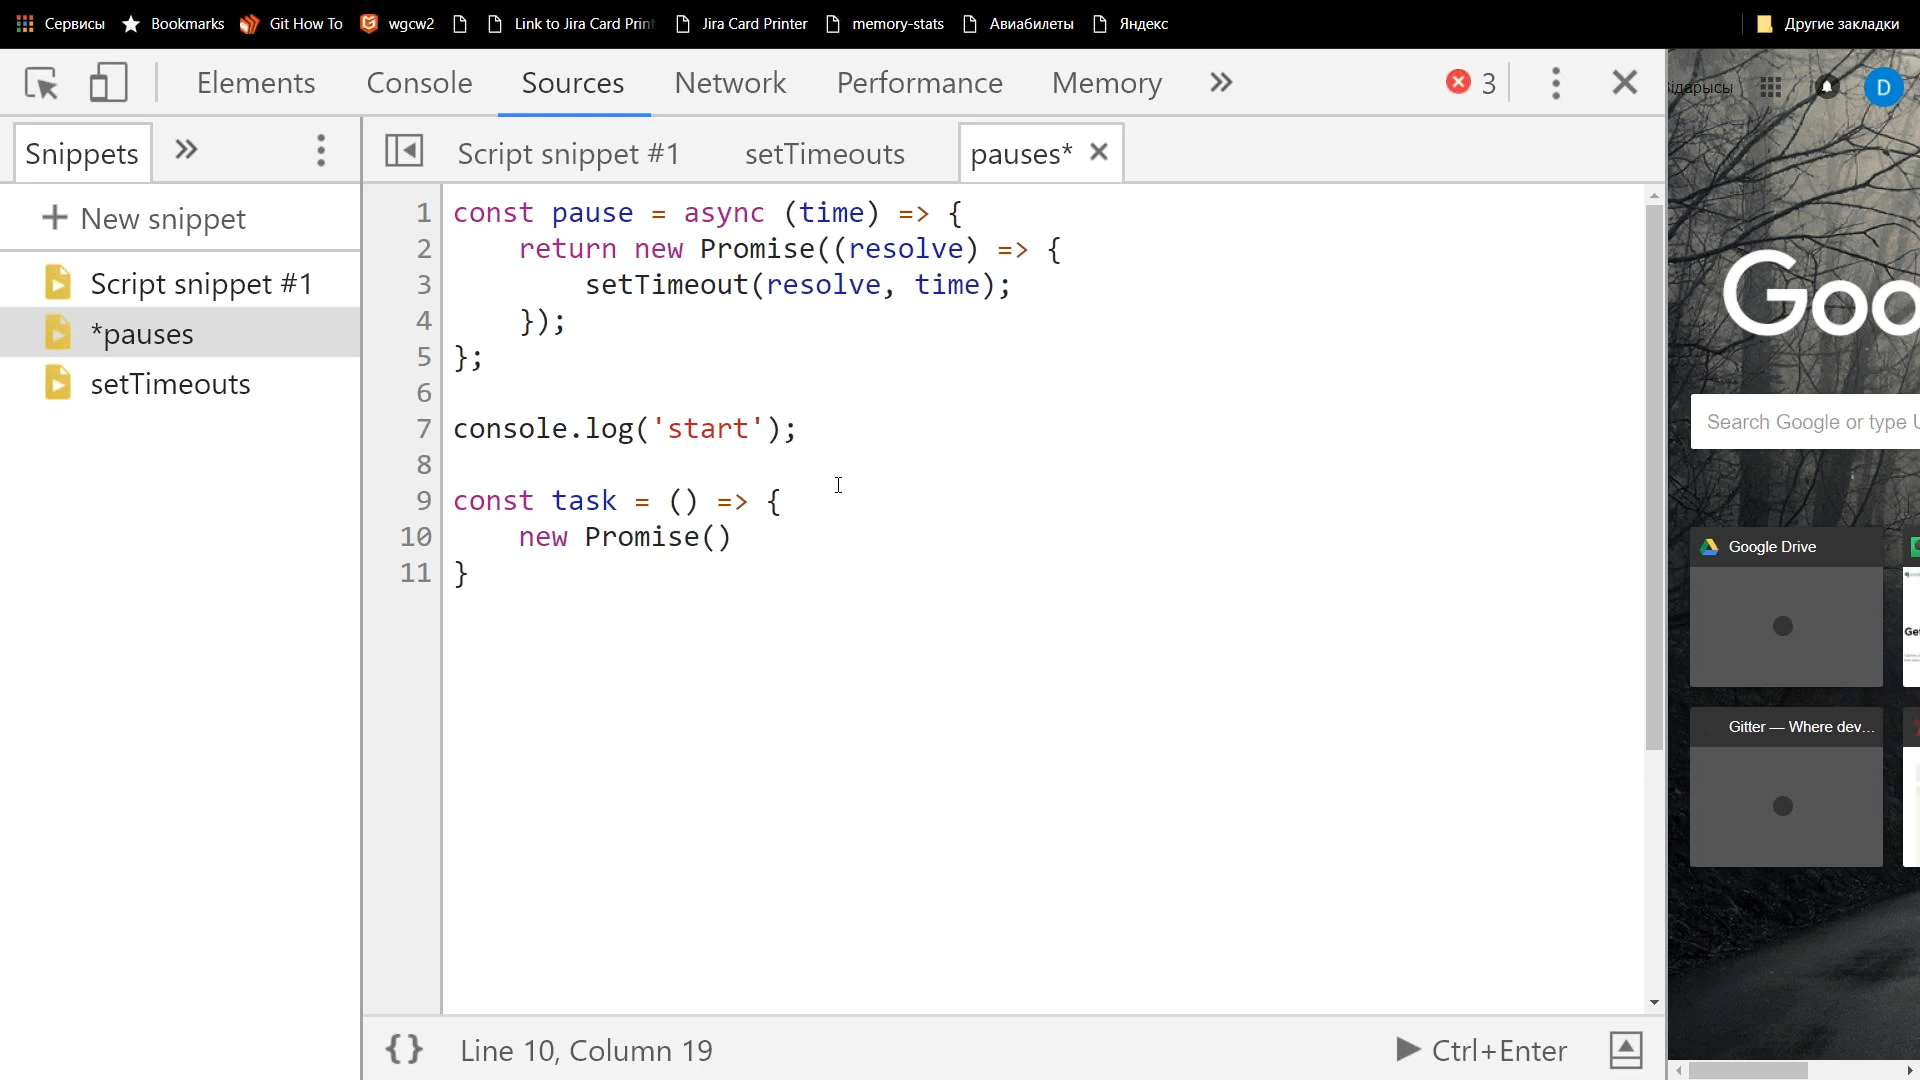 Сервисы Bookmarks Git How To wgcw2 Link to Jira Card Print Jira Card Printer memory-stats Авиабилеты Яндекс Другие закладки
Elements Console Sources Network Performance Memory » 3
Snippets » Script snippet #1 setTimeouts pauses* ×
+ New snippet
Script snippet #1
*pauses
setTimeouts
1 const pause = async (time) => {
2 return new Promise((resolve) => {
3 setTimeout(resolve, time);
4 });
5 };
6
7 console.log('start');
8
9 const task = () => {
10 new Promise()
11 }
{} Line 10, Column 19 Ctrl+Enter
D
Goo
Search Google or type U
Google Drive
Gitter — Where dev...